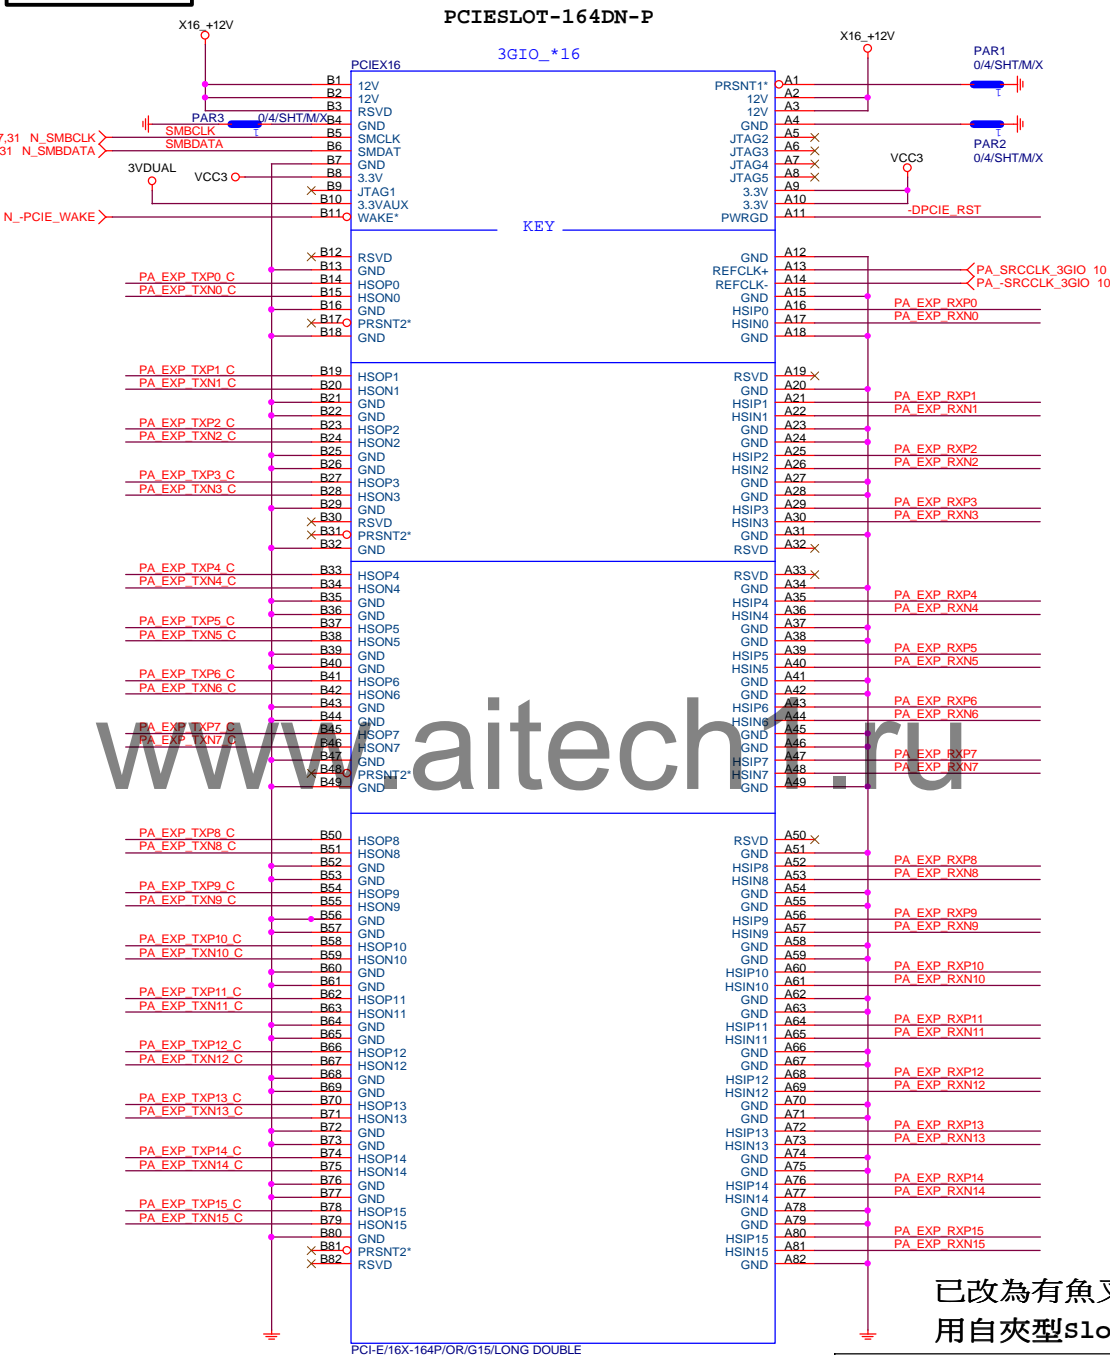 PCIESLOT-164DN-P
X16_+12V
X16_+12V
3GIO_*16
PCIEX16
PAR1
0/4/SHT/M/X
B1 12V PRSNT1* A1
B2 12V 12V A2
B3 RSVD 12V A3
PAR3 0/4/SHT/M/X B4 GND GND A4
7,31 N_SMBCLK SMBCLK B5 SMCLK JTAG2 A5
31 N_SMBDATA SMBDATA B6 SMDAT JTAG3 A6
PAR2
0/4/SHT/M/X
B7 GND JTAG4 A7
3VDUAL VCC3 B8 3.3V JTAG5 A8 VCC3
B9 JTAG1 3.3V A9
B10 3.3VAUX 3.3V A10
N_-PCIE_WAKE B11 WAKE* PWRGD A11 -DPCIE_RST
KEY
B12 RSVD GND A12
B13 GND REFCLK+ A13 PA_SRCCLK_3GIO 10
PA_EXP_TXP0_C B14 HSOP0 REFCLK- A14 PA_-SRCCLK_3GIO 10
PA_EXP_TXN0_C B15 HSON0 GND A15
B16 GND HSIP0 A16 PA_EXP_RXP0
B17 PRSNT2* HSIN0 A17 PA_EXP_RXN0
B18 GND GND A18
PA_EXP_TXP1_C B19 HSOP1 RSVD A19
PA_EXP_TXN1_C B20 HSON1 GND A20
B21 GND HSIP1 A21 PA_EXP_RXP1
B22 GND HSIN1 A22 PA_EXP_RXN1
PA_EXP_TXP2_C B23 HSOP2 GND A23
PA_EXP_TXN2_C B24 HSON2 GND A24
B25 GND HSIP2 A25 PA_EXP_RXP2
B26 GND HSIN2 A26 PA_EXP_RXN2
PA_EXP_TXP3_C B27 HSOP3 GND A27
PA_EXP_TXN3_C B28 HSON3 GND A28
B29 GND HSIP3 A29 PA_EXP_RXP3
B30 RSVD HSIN3 A30 PA_EXP_RXN3
B31 PRSNT2* GND A31
B32 GND RSVD A32
PA_EXP_TXP4_C B33 HSOP4 RSVD A33
PA_EXP_TXN4_C B34 HSON4 GND A34
B35 GND HSIP4 A35 PA_EXP_RXP4
B36 GND HSIN4 A36 PA_EXP_RXN4
PA_EXP_TXP5_C B37 HSOP5 GND A37
PA_EXP_TXN5_C B38 HSON5 GND A38
B39 GND HSIP5 A39 PA_EXP_RXP5
B40 GND HSIN5 A40 PA_EXP_RXN5
PA_EXP_TXP6_C B41 HSOP6 GND A41
PA_EXP_TXN6_C B42 HSON6 GND A42
B43 GND HSIP6 A43 PA_EXP_RXP6
B44 GND HSIN6 A44 PA_EXP_RXN6
PA_EXP_TXP7_C B45 HSOP7 GND A45
PA_EXP_TXN7_C B46 HSON7 GND A46
B47 GND HSIP7 A47 PA_EXP_RXP7
B48 PRSNT2* HSIN7 A48 PA_EXP_RXN7
B49 GND GND A49
www.aitech1.ru
PA_EXP_TXP8_C B50 HSOP8 RSVD A50
PA_EXP_TXN8_C B51 HSON8 GND A51
B52 GND HSIP8 A52 PA_EXP_RXP8
B53 GND HSIN8 A53 PA_EXP_RXN8
PA_EXP_TXP9_C B54 HSOP9 GND A54
PA_EXP_TXN9_C B55 HSON9 GND A55
B56 GND HSIP9 A56 PA_EXP_RXP9
B57 GND HSIN9 A57 PA_EXP_RXN9
PA_EXP_TXP10_C B58 HSOP10 GND A58
PA_EXP_TXN10_C B59 HSON10 GND A59
B60 GND HSIP10 A60 PA_EXP_RXP10
B61 GND HSIN10 A61 PA_EXP_RXN10
PA_EXP_TXP11_C B62 HSOP11 GND A62
PA_EXP_TXN11_C B63 HSON11 GND A63
B64 GND HSIP11 A64 PA_EXP_RXP11
B65 GND HSIN11 A65 PA_EXP_RXN11
PA_EXP_TXP12_C B66 HSOP12 GND A66
PA_EXP_TXN12_C B67 HSON12 GND A67
B68 GND HSIP12 A68 PA_EXP_RXP12
B69 GND HSIN12 A69 PA_EXP_RXN12
PA_EXP_TXP13_C B70 HSOP13 GND A70
PA_EXP_TXN13_C B71 HSON13 GND A71
B72 GND HSIP13 A72 PA_EXP_RXP13
B73 GND HSIN13 A73 PA_EXP_RXN13
PA_EXP_TXP14_C B74 HSOP14 GND A74
PA_EXP_TXN14_C B75 HSON14 GND A75
B76 GND HSIP14 A76 PA_EXP_RXP14
B77 GND HSIN14 A77 PA_EXP_RXN14
PA_EXP_TXP15_C B78 HSOP15 GND A78
PA_EXP_TXN15_C B79 HSON15 GND A79
B80 GND HSIP15 A80 PA_EXP_RXP15
B81 PRSNT2* HSIN15 A81 PA_EXP_RXN15
B82 RSVD GND A82
已改為有魚叉
用自夾型Slo
PCI-E/16X-164P/OR/G15/LONG DOUBLE